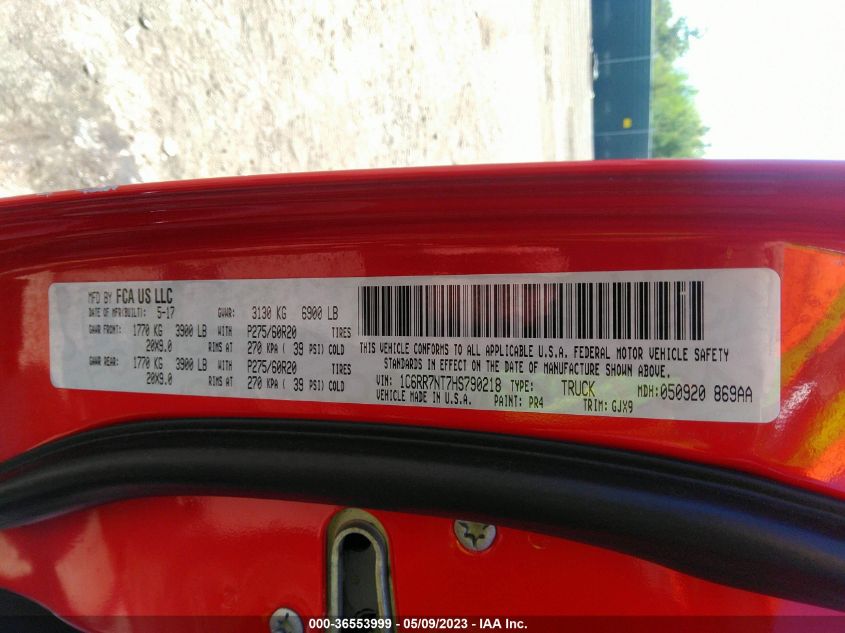 MFD BY FCA US LLC
DATE OF MFR(BUILT): 5-17 GVWR: 3130 KG 6900 LB
GAWR FRONT: 1770 KG 3900 LB WITH P275/60R20 TIRES
20X9.0 RIMS AT 270 KPA ( 39 PSI) COLD
GAWR REAR: 1770 KG 3900 LB WITH P275/60R20 TIRES
20X9.0 RIMS AT 270 KPA ( 39 PSI) COLD
THIS VEHICLE CONFORMS TO ALL APPLICABLE U.S.A. FEDERAL MOTOR VEHICLE SAFETY
STANDARDS IN EFFECT ON THE DATE OF MANUFACTURE SHOWN ABOVE.
VIN: 1C6RR7NT7HS790218 TYPE: TRUCK MDH:050920 869AA
VEHICLE MADE IN U.S.A. PAINT: PR4 TRIM: GJX9
000-36553999 — 05/09/2023 — IAA Inc.